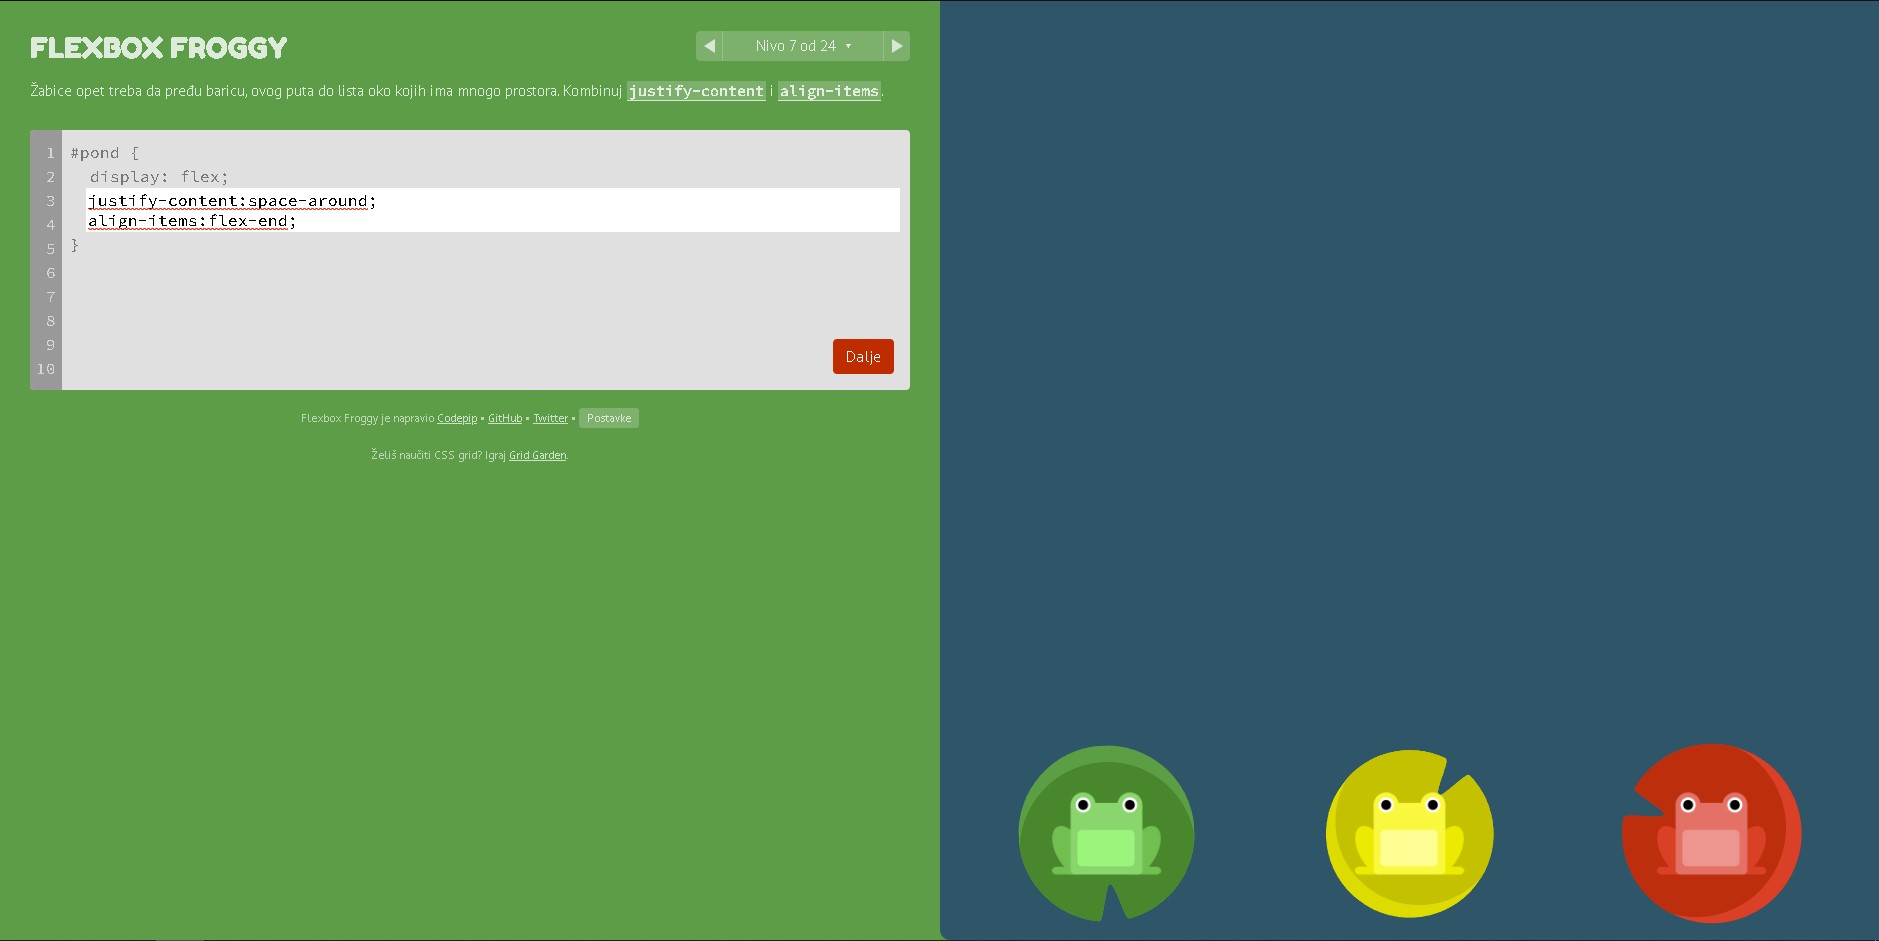 FLEXBOX FROGGY
Nivo 7 od 24 ▾
Žabice opet treba da pređu baricu, ovog puta do lista oko kojih ima mnogo prostora. Kombinuj justify-content i align-items.
1 #pond {
2 display: flex;
3 justify-content:space-around;
4 align-items:flex-end;
5 }
6
7
8
9
10
Dalje
Flexbox Froggy je napravio Codepip • GitHub • Twitter • Postavke
Želiš naučiti CSS grid? Igraj Grid Garden.